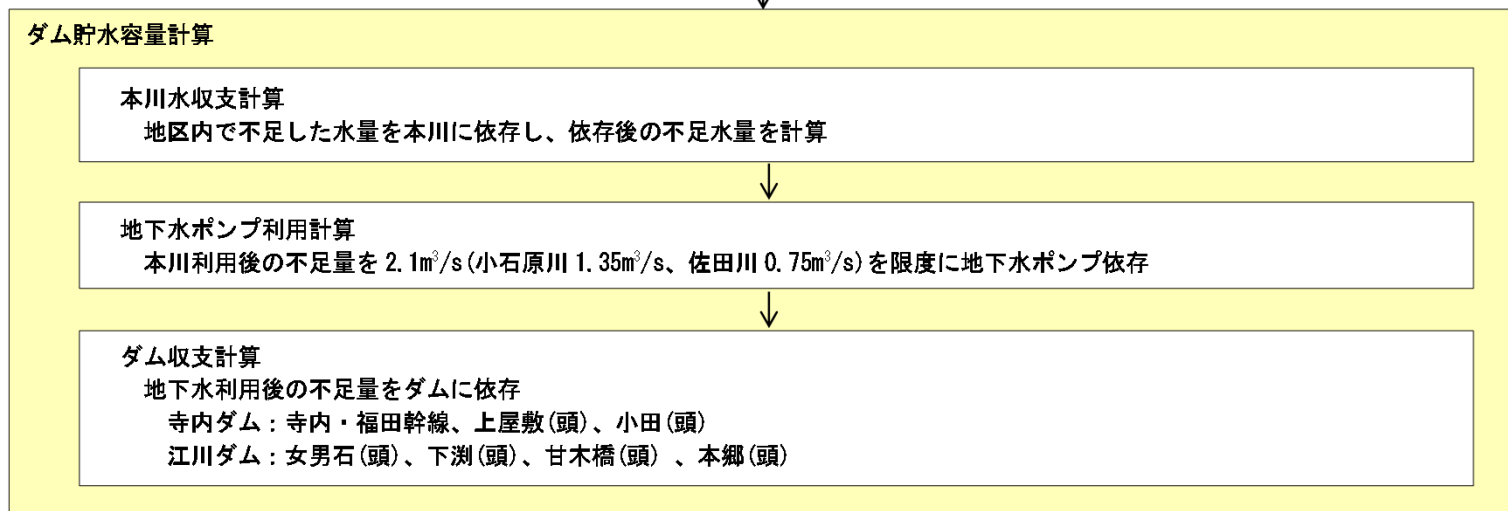 ダム貯水容量計算
本川水収支計算
地区内で不足した水量を本川に依存し、依存後の不足水量を計算
地下水ポンプ利用計算
本川利用後の不足量を 2.1m³/s(小石原川 1.35m³/s、佐田川 0.75m³/s)を限度に地下水ポンプ依存
ダム収支計算
地下水利用後の不足量をダムに依存
寺内ダム：寺内・福田幹線、上屋敷(頭)、小田(頭)
江川ダム：女男石(頭)、下渕(頭)、甘木橋(頭) 、本郷(頭)